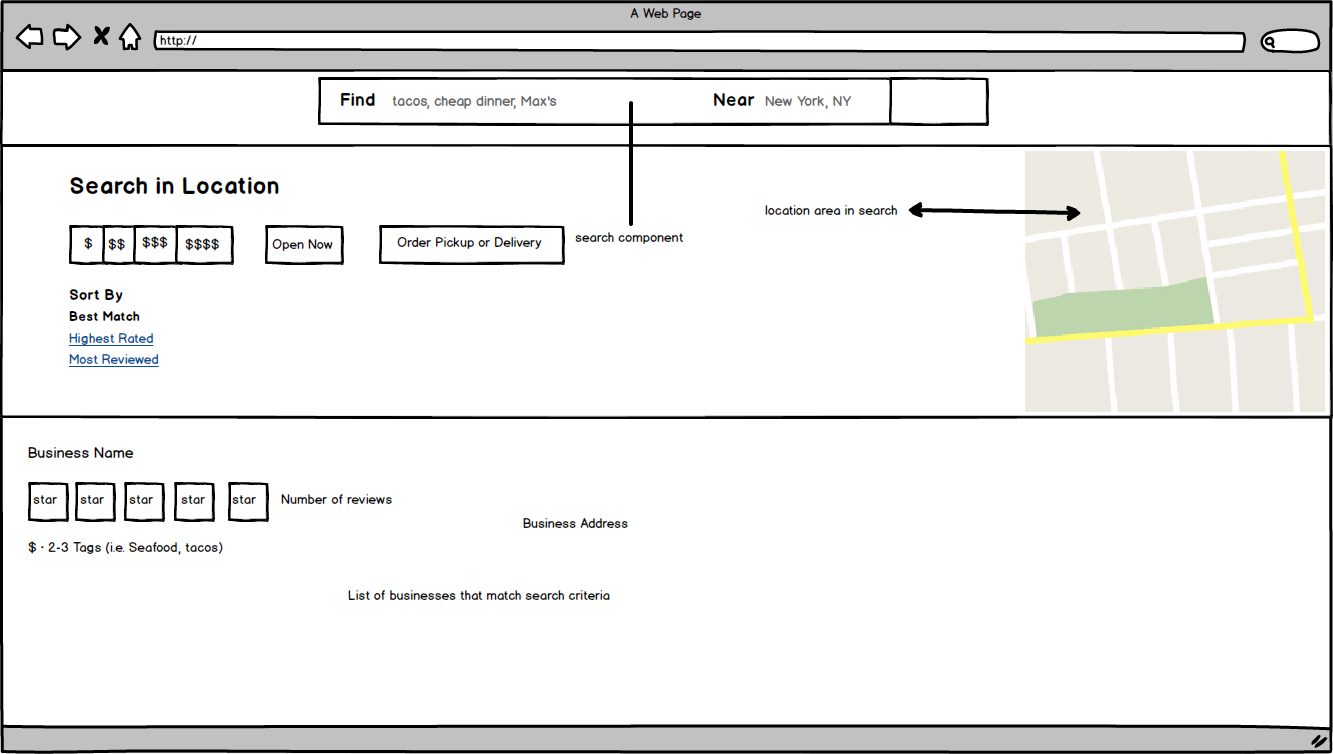 A Web Page
http://
Find tacos, cheap dinner, Max's Near New York, NY
Search in Location
location area in search
$ $$ $$$ $$$$ Open Now Order Pickup or Delivery
search component
Sort By
Best Match
Highest Rated
Most Reviewed
Business Name
star star star star star Number of reviews
Business Address
$ · 2-3 Tags (i.e. Seafood, tacos)
List of businesses that match search criteria